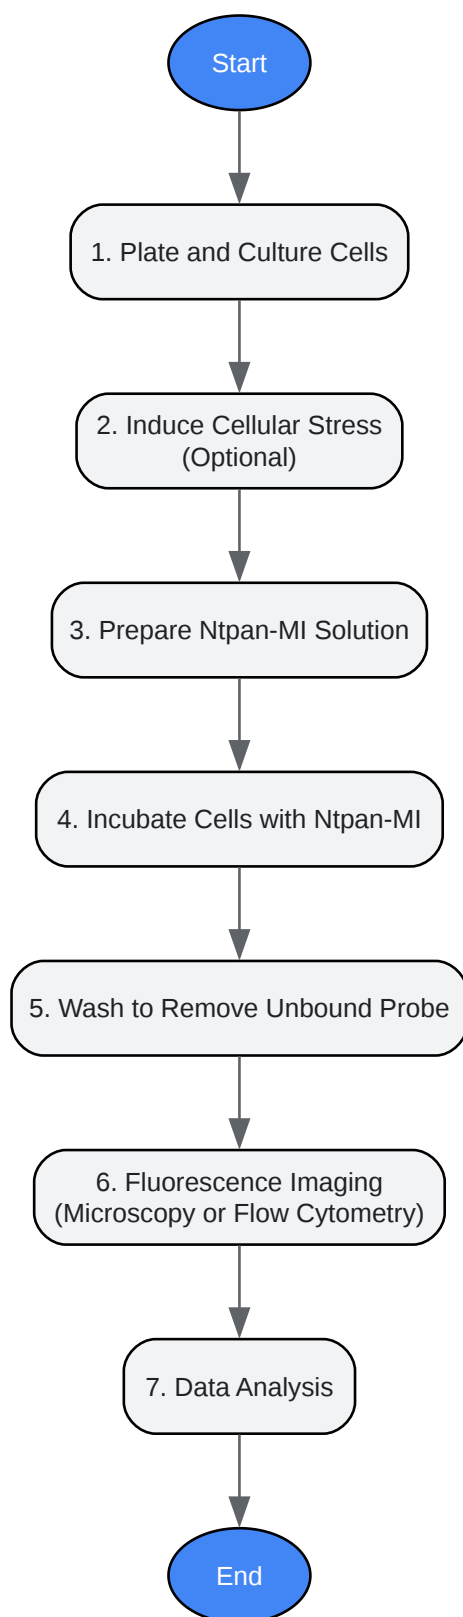 Start
1. Plate and Culture Cells
2. Induce Cellular Stress
(Optional)
3. Prepare Ntpan-MI Solution
4. Incubate Cells with Ntpan-MI
5. Wash to Remove Unbound Probe
6. Fluorescence Imaging
(Microscopy or Flow Cytometry)
7. Data Analysis
End